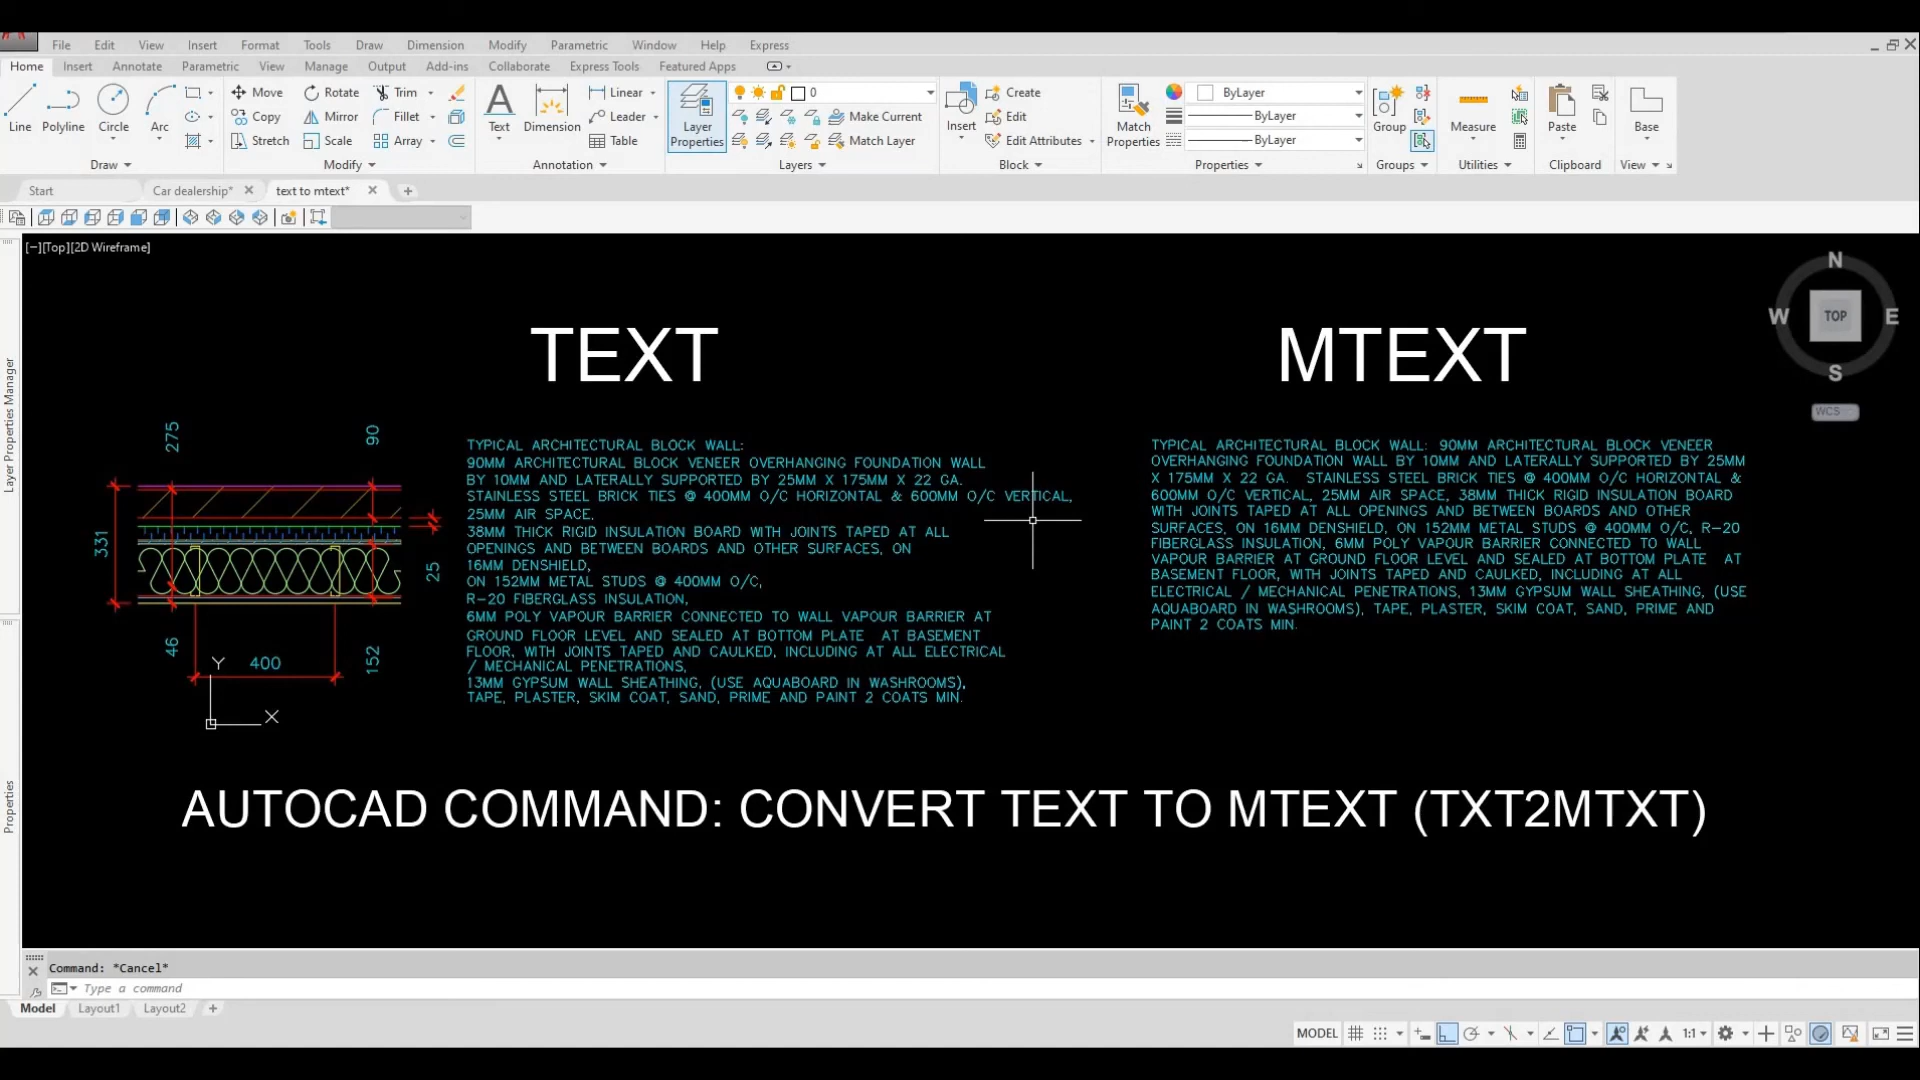 File Edit View Insert Format Tools Draw Dimension Modify Parametric Window Help Express
Home Insert Annotate Parametric View Manage Output Add-ins Collaborate Express Tools Featured Apps
Line Polyline Circle Arc
Move Rotate Trim
Copy Mirror Fillet
Stretch Scale Array
Text Dimension
Linear
Leader
Table
Layer Properties
0
Make Current
Match Layer
Insert
Create
Edit
Edit Attributes
Match Properties
ByLayer
ByLayer
ByLayer
Group Measure Paste Base
Draw Modify Annotation Layers Block Properties Groups Utilities Clipboard View
Start Car dealership* text to mtext*
[−][Top][2D Wireframe]
Layer Properties Manager
Properties
N
W TOP E
S
WCS
TEXT
MTEXT
275
90
331
25
46
400
152
Y
X
TYPICAL ARCHITECTURAL BLOCK WALL:
90MM ARCHITECTURAL BLOCK VENEER OVERHANGING FOUNDATION WALL
BY 10MM AND LATERALLY SUPPORTED BY 25MM X 175MM X 22 GA.
STAINLESS STEEL BRICK TIES @ 400MM O/C HORIZONTAL & 600MM O/C VERTICAL,
25MM AIR SPACE,
38MM THICK RIGID INSULATION BOARD WITH JOINTS TAPED AT ALL
OPENINGS AND BETWEEN BOARDS AND OTHER SURFACES, ON
16MM DENSHIELD,
ON 152MM METAL STUDS @ 400MM O/C,
R-20 FIBERGLASS INSULATION,
6MM POLY VAPOUR BARRIER CONNECTED TO WALL VAPOUR BARRIER AT
GROUND FLOOR LEVEL AND SEALED AT BOTTOM PLATE AT BASEMENT
FLOOR, WITH JOINTS TAPED AND CAULKED, INCLUDING AT ALL ELECTRICAL
/ MECHANICAL PENETRATIONS,
13MM GYPSUM WALL SHEATHING, (USE AQUABOARD IN WASHROOMS),
TAPE, PLASTER, SKIM COAT, SAND, PRIME AND PAINT 2 COATS MIN.
TYPICAL ARCHITECTURAL BLOCK WALL: 90MM ARCHITECTURAL BLOCK VENEER
OVERHANGING FOUNDATION WALL BY 10MM AND LATERALLY SUPPORTED BY 25MM
X 175MM X 22 GA. STAINLESS STEEL BRICK TIES @ 400MM O/C HORIZONTAL &
600MM O/C VERTICAL, 25MM AIR SPACE, 38MM THICK RIGID INSULATION BOARD
WITH JOINTS TAPED AT ALL OPENINGS AND BETWEEN BOARDS AND OTHER
SURFACES, ON 16MM DENSHIELD, ON 152MM METAL STUDS @ 400MM O/C, R-20
FIBERGLASS INSULATION, 6MM POLY VAPOUR BARRIER CONNECTED TO WALL
VAPOUR BARRIER AT GROUND FLOOR LEVEL AND SEALED AT BOTTOM PLATE AT
BASEMENT FLOOR, WITH JOINTS TAPED AND CAULKED, INCLUDING AT ALL
ELECTRICAL / MECHANICAL PENETRATIONS, 13MM GYPSUM WALL SHEATHING, (USE
AQUABOARD IN WASHROOMS), TAPE, PLASTER, SKIM COAT, SAND, PRIME AND
PAINT 2 COATS MIN.
AUTOCAD COMMAND: CONVERT TEXT TO MTEXT (TXT2MTXT)
Command: *Cancel*
Type a command
Model Layout1 Layout2
MODEL 1:1